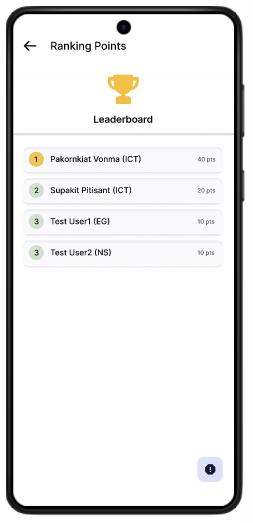 Ranking Points
Leaderboard
1 Pakornkiat Vonma (ICT) 40 pts
2 Supakit Pitisant (ICT) 20 pts
3 Test User1 (EG) 10 pts
3 Test User2 (NS) 10 pts